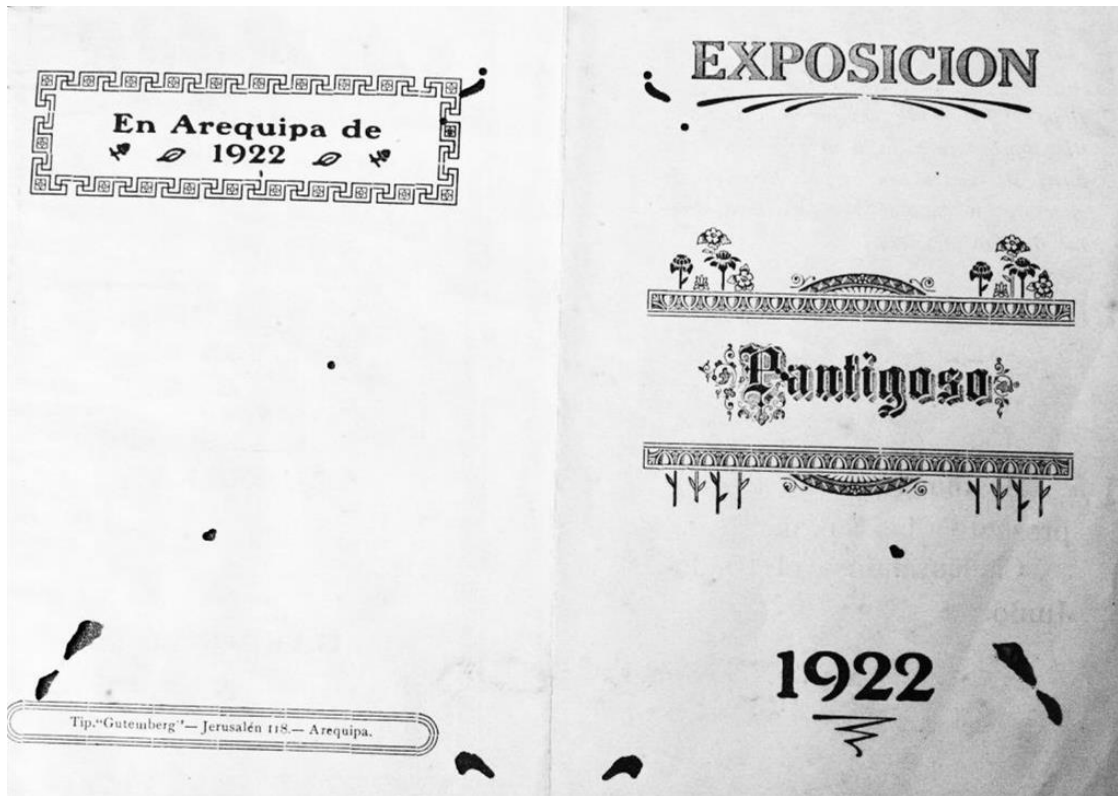 En Arequipa de
1922
Tip."Gutemberg"— Jerusalén 118.— Arequipa.
EXPOSICION
Pantigoso
1922